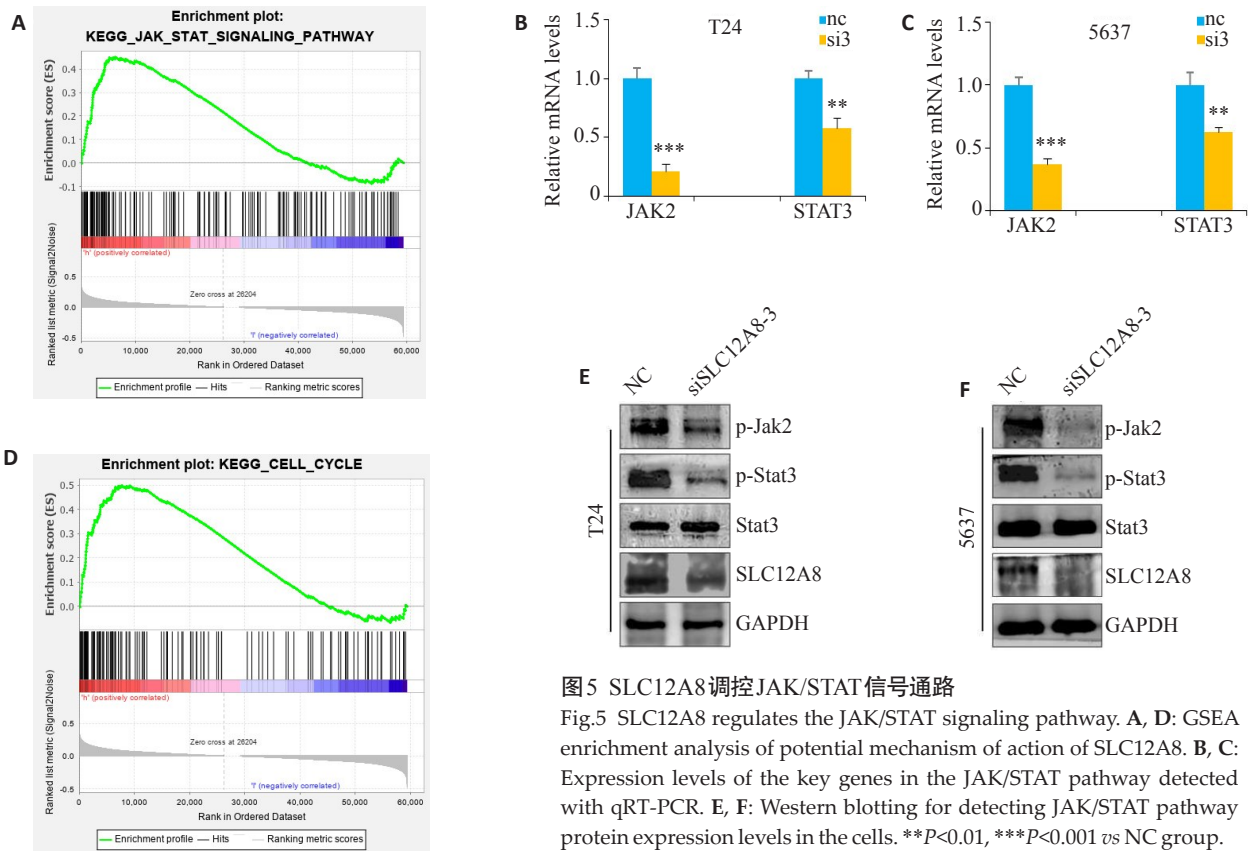 A
Enrichment plot:
KEGG_JAK_STAT_SIGNALING_PATHWAY
Enrichment score (ES)
0.4
0.3
0.2
0.1
0.0
-0.1
'h' (positively correlated)
Ranked list metric (Signal2Noise)
0.5
0.0
-0.5
Zero cross at 26204
'l' (negatively correlated)
0 10,000 20,000 30,000 40,000 50,000 60,000
Rank in Ordered Dataset
Enrichment profile Hits Ranking metric scores
B
T24
nc
si3
Relative mRNA levels
1.5
1.0
0.5
0
***
**
JAK2 STAT3
C
5637
nc
si3
Relative mRNA levels
1.5
1.0
0.5
0
***
**
JAK2 STAT3
D
Enrichment plot: KEGG_CELL_CYCLE
Enrichment score (ES)
0.5
0.4
0.3
0.2
0.1
0.0
'h' (positively correlated)
Ranked list metric (Signal2Noise)
0.5
0.0
-0.5
Zero cross at 26204
'l' (negatively correlated)
0 10,000 20,000 30,000 40,000 50,000 60,000
Rank in Ordered Dataset
Enrichment profile Hits Ranking metric scores
E
NC siSLC12A8-3
T24
p-Jak2
p-Stat3
Stat3
SLC12A8
GAPDH
F
NC siSLC12A8-3
5637
p-Jak2
p-Stat3
Stat3
SLC12A8
GAPDH
图5 SLC12A8调控JAK/STAT信号通路
Fig.5 SLC12A8 regulates the JAK/STAT signaling pathway. A, D: GSEA
enrichment analysis of potential mechanism of action of SLC12A8. B, C:
Expression levels of the key genes in the JAK/STAT pathway detected
with qRT-PCR. E, F: Western blotting for detecting JAK/STAT pathway
protein expression levels in the cells. **P<0.01, ***P<0.001 vs NC group.